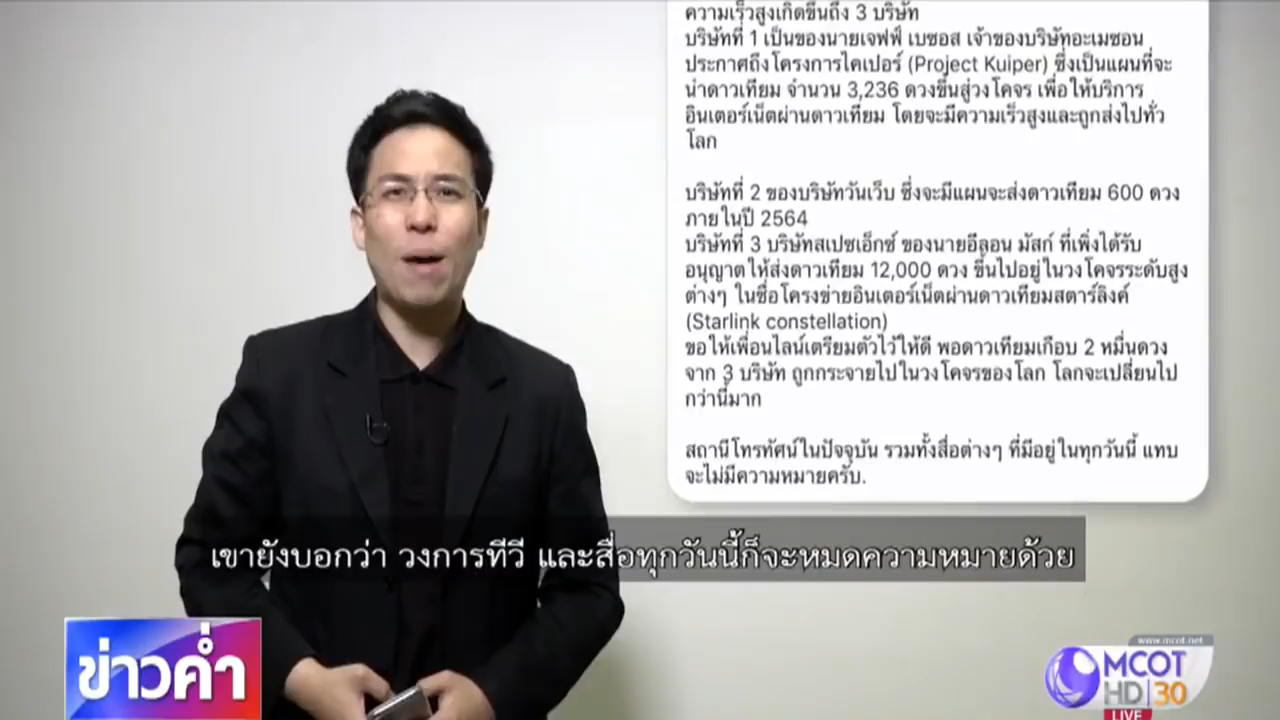 ความเร็วสูงเกิดขึ้นถึง 3 บริษัท
บริษัทที่ 1 เป็นของนายเจฟฟ์ เบซอส เจ้าของบริษัทอะเมซอน
ประกาศถึงโครงการไคเปอร์ (Project Kuiper) ซึ่งเป็นแผนที่จะ
นำดาวเทียม จำนวน 3,236 ดวงขึ้นสู่วงโคจร เพื่อให้บริการ
อินเตอร์เน็ตผ่านดาวเทียม โดยจะมีความเร็วสูงและถูกส่งไปทั่ว
โลก
บริษัทที่ 2 ของบริษัทวันเว็บ ซึ่งจะมีแผนจะส่งดาวเทียม 600 ดวง
ภายในปี 2564
บริษัทที่ 3 บริษัทสเปซเอ็กซ์ ของนายอีลอน มัสก์ ที่เพิ่งได้รับ
อนุญาตให้ส่งดาวเทียม 12,000 ดวง ขึ้นไปอยู่ในวงโคจรระดับสูง
ต่างๆ ในชื่อโครงข่ายอินเตอร์เน็ตผ่านดาวเทียมสตาร์ลิงค์
(Starlink constellation)
ขอให้เพื่อนไลน์เตรียมตัวไว้ให้ดี พอดาวเทียมเกือบ 2 หมื่นดวง
จาก 3 บริษัท ถูกกระจายไปในวงโคจรของโลก โลกจะเปลี่ยนไป
กว่านี้มาก
สถานีโทรทัศน์ในปัจจุบัน รวมทั้งสื่อต่างๆ ที่มีอยู่ในทุกวันนี้ แทบ
จะไม่มีความหมายครับ.
เขายังบอกว่า วงการทีวี และสื่อทุกวันนี้ก็จะหมดความหมายด้วย
ข่าวค่ำ
www.mcot.net
MCOT
HD 30
LIVE